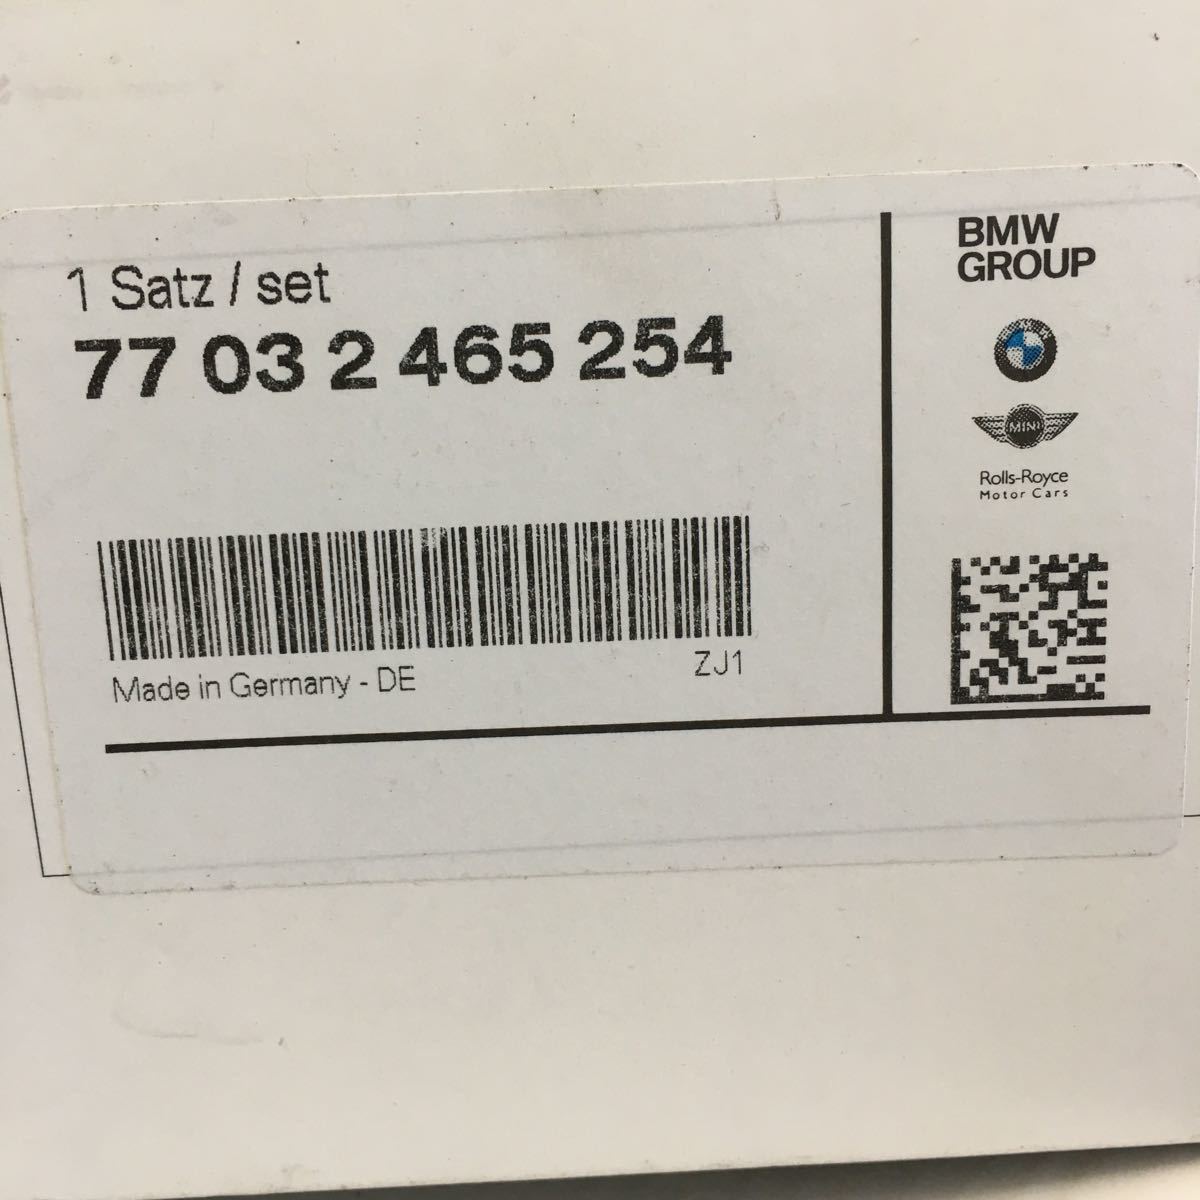 1 Satz / set
77 03 2 465 254
Made in Germany - DE
ZJ1
BMW
GROUP
MINI
Rolls-Royce
Motor Cars